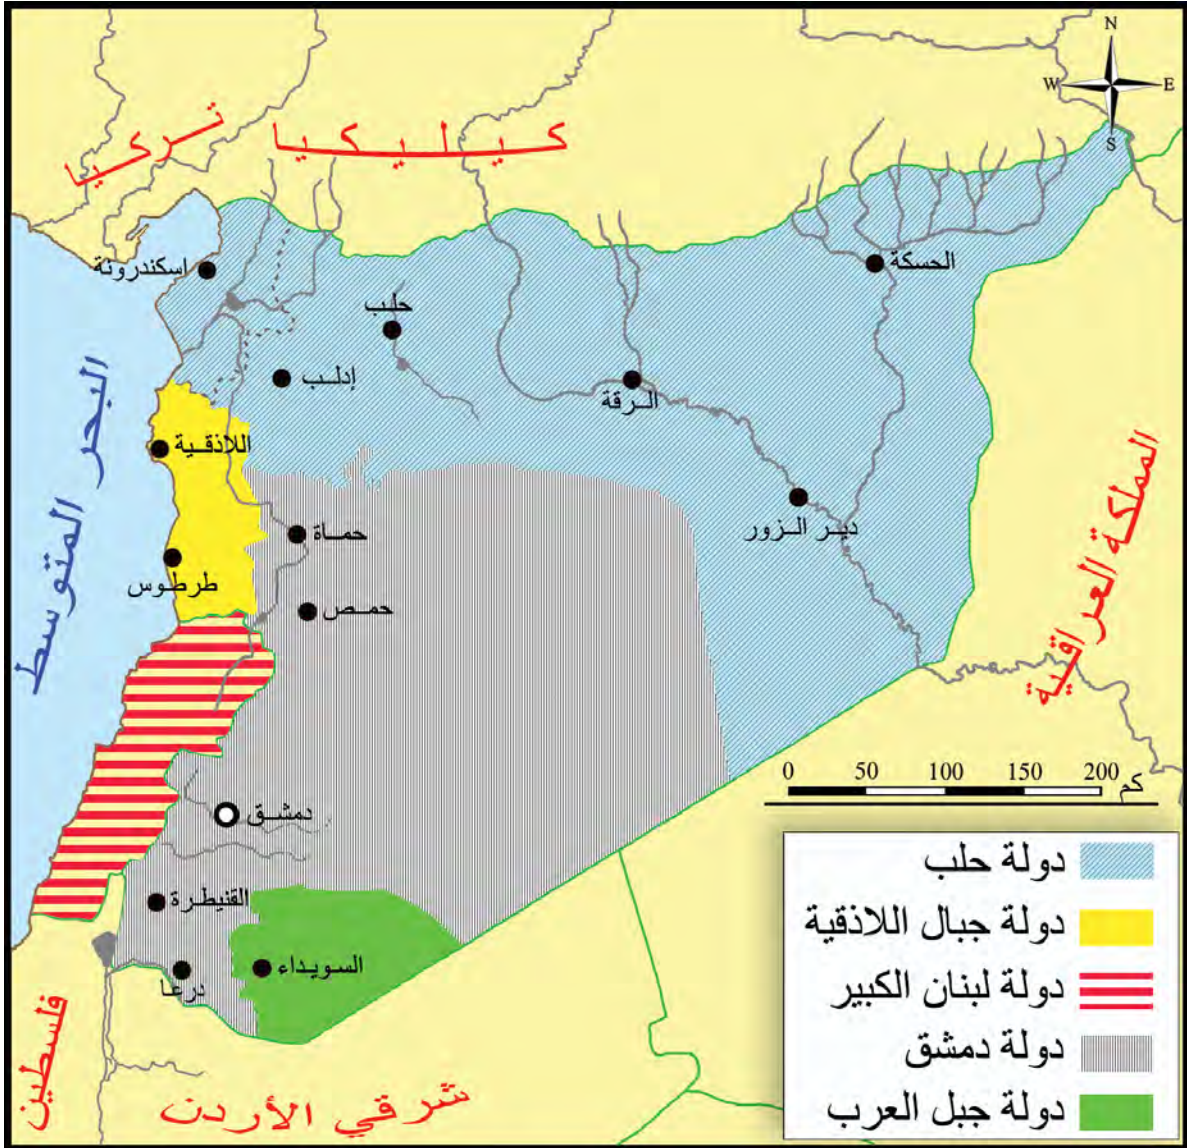 N
W E
S
تركيا
كيليكيا
اسكندرونة
الحسكة
حلب
إدلب
الرقة
البحر المتوسط
اللاذقية
المملكة العراقية
دير الزور
حماة
طرطوس
حمص
0 50 100 150 200 كم
دمشق
القنيطرة
السويداء
درعا
فلسطين
شرقي الأردن
دولة حلب
دولة جبال اللاذقية
دولة لبنان الكبير
دولة دمشق
دولة جبل العرب